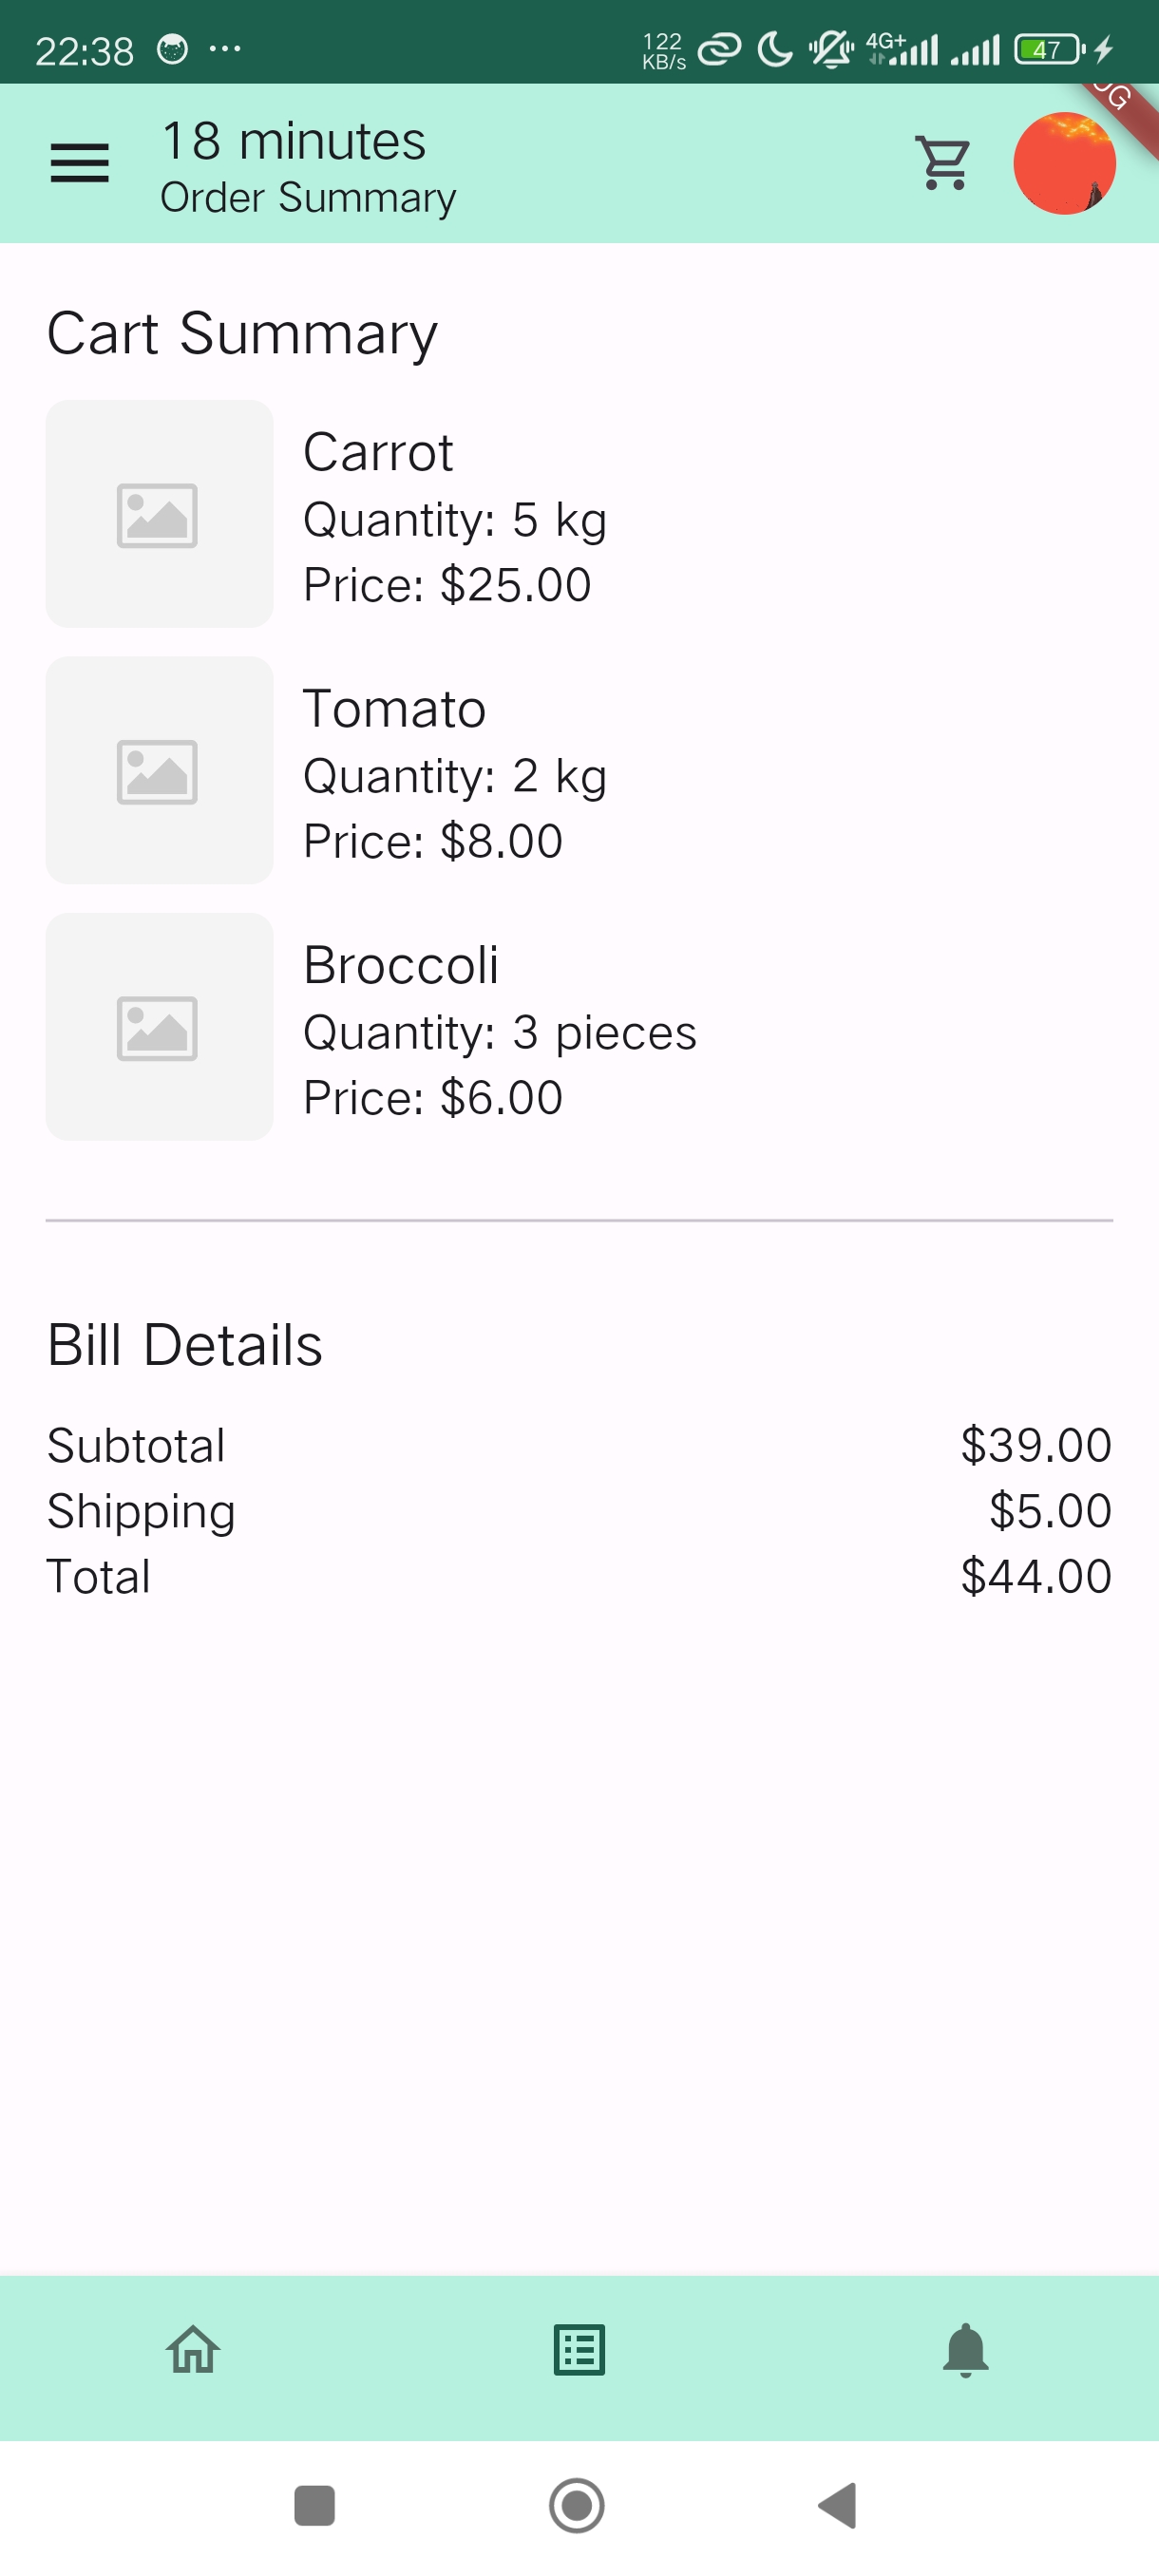 22:38
122
KB/s
4G+
47
18 minutes
Order Summary
Cart Summary
Carrot
Quantity: 5 kg
Price: $25.00
Tomato
Quantity: 2 kg
Price: $8.00
Broccoli
Quantity: 3 pieces
Price: $6.00
Bill Details
Subtotal $39.00
Shipping $5.00
Total $44.00